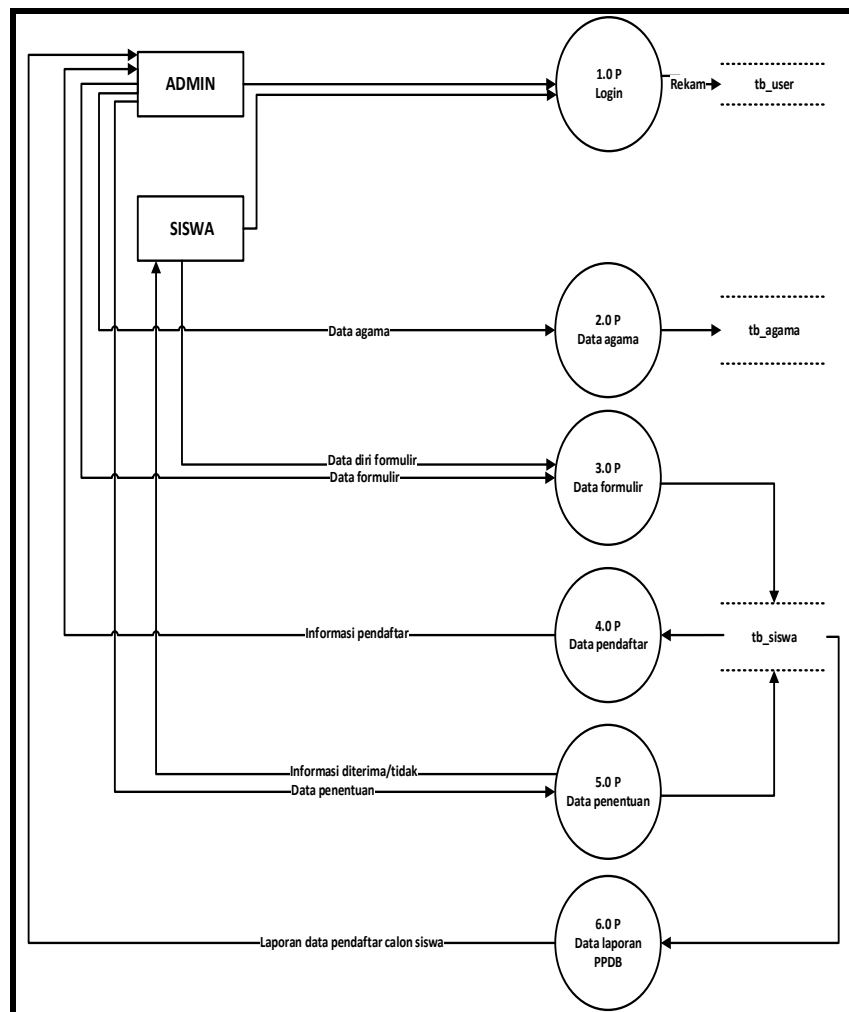 ADMIN
1.0 P
Login
Rekam
tb_user
SISWA
2.0 P
Data agama
Data agama
tb_agama
Data diri formulir
Data formulir
3.0 P
Data formulir
Informasi pendaftar
4.0 P
Data pendaftar
tb_siswa
Informasi diterima/tidak
Data penentuan
5.0 P
Data penentuan
Laporan data pendaftar calon siswa
6.0 P
Data laporan
PPDB